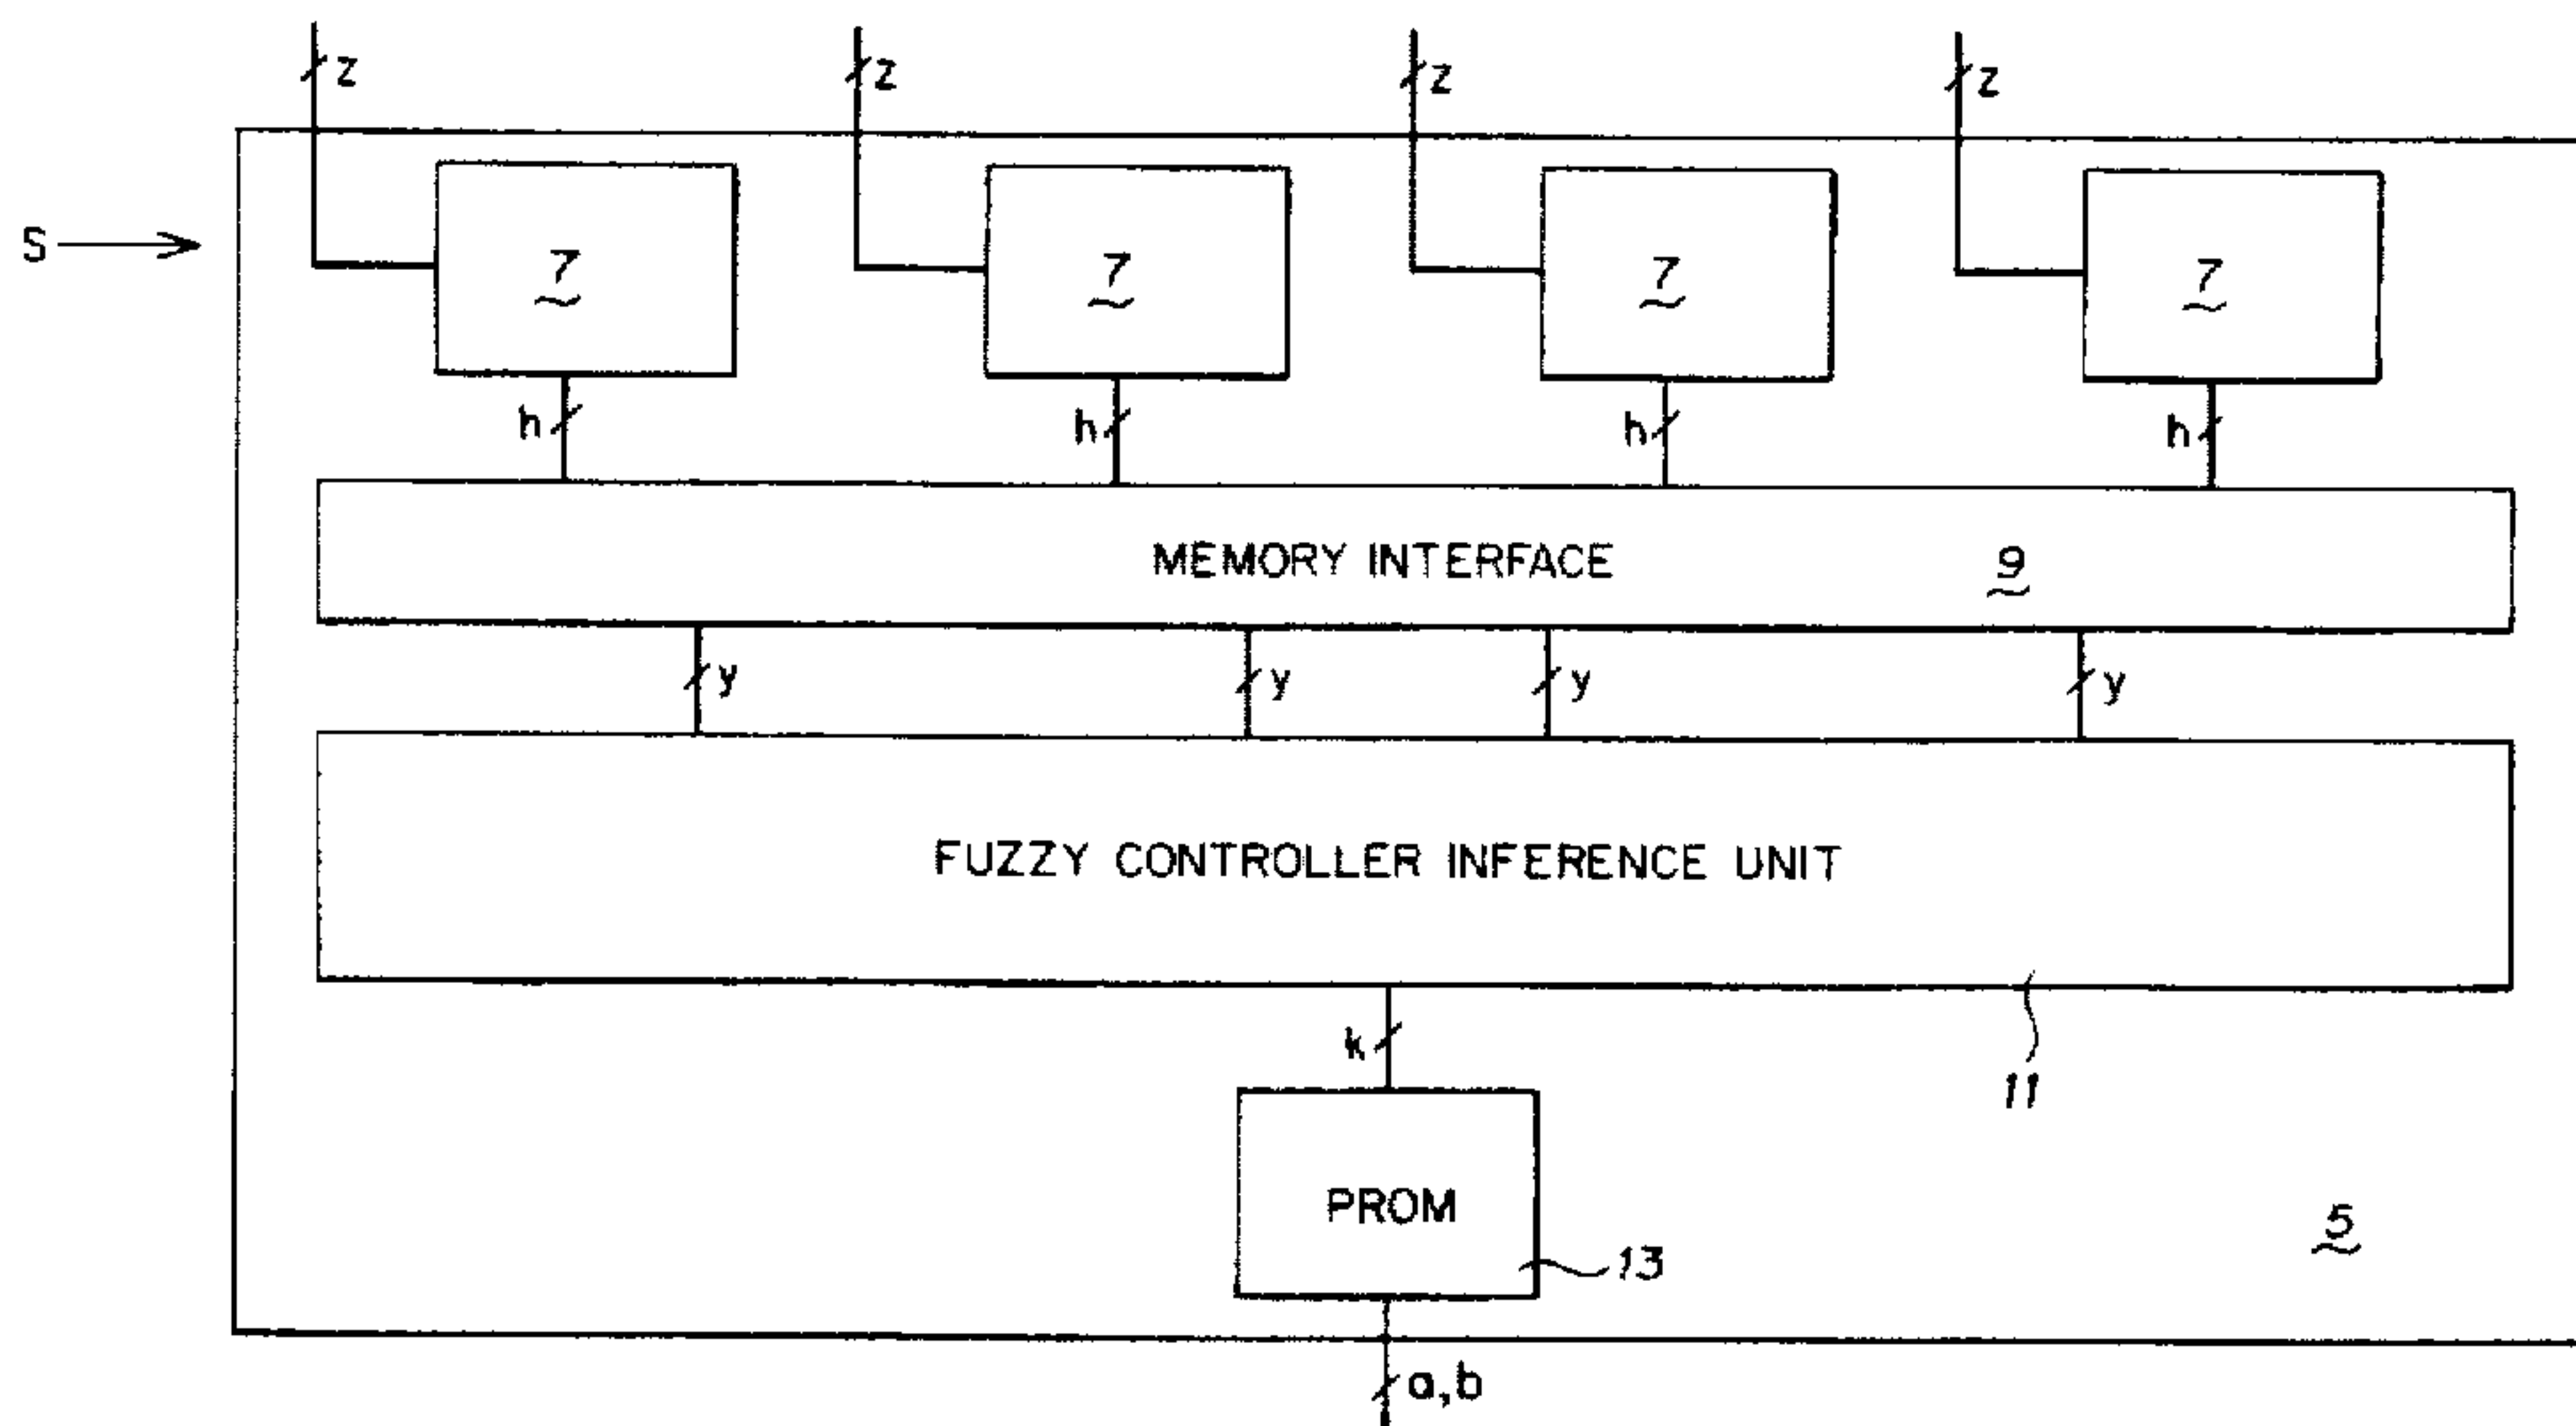 z z z z
S
7 7 7 7
h h h h
MEMORY INTERFACE 9
y y y y
FUZZY CONTROLLER INFERENCE UNIT
k
11
PROM
5
13
a,b